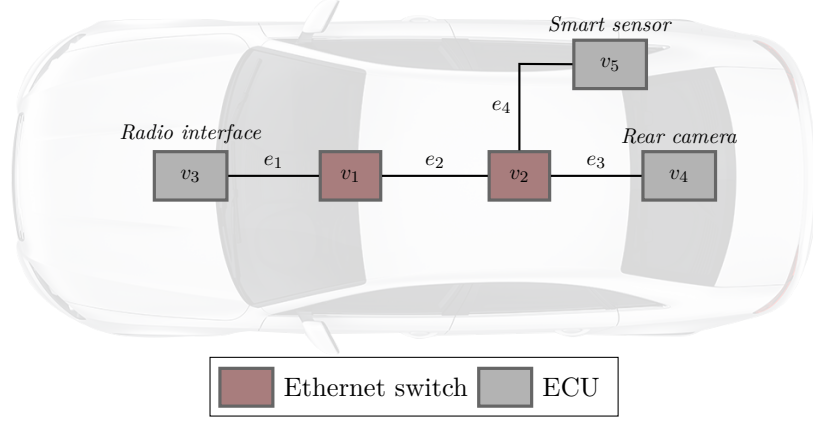 Smart sensor
v₅
e₄
Radio interface
Rear camera
v₃
e₁
v₁
e₂
v₂
e₃
v₄
Ethernet switch
ECU